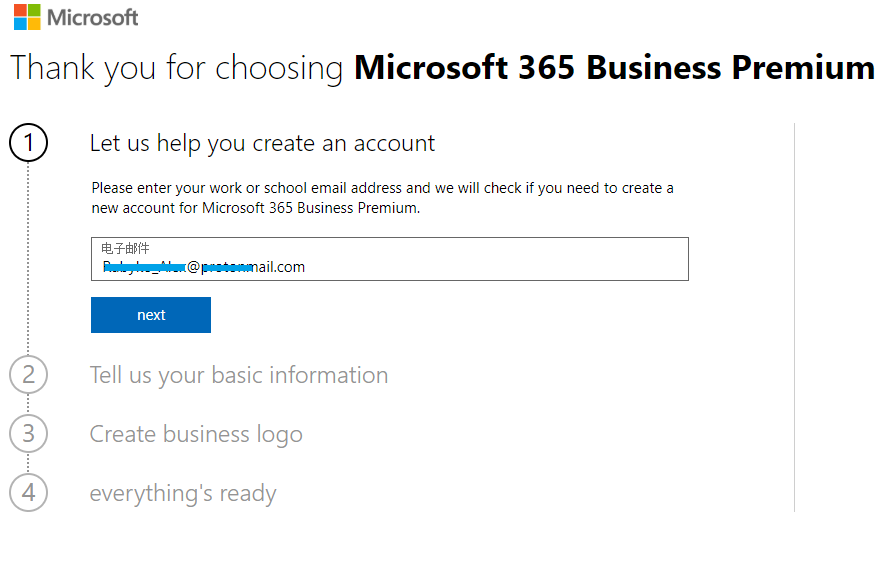 Microsoft
Thank you for choosing Microsoft 365 Business Premium
1
Let us help you create an account
Please enter your work or school email address and we will check if you need to create a
new account for Microsoft 365 Business Premium.
电子邮件
@ .com
next
2
Tell us your basic information
3
Create business logo
4
everything's ready